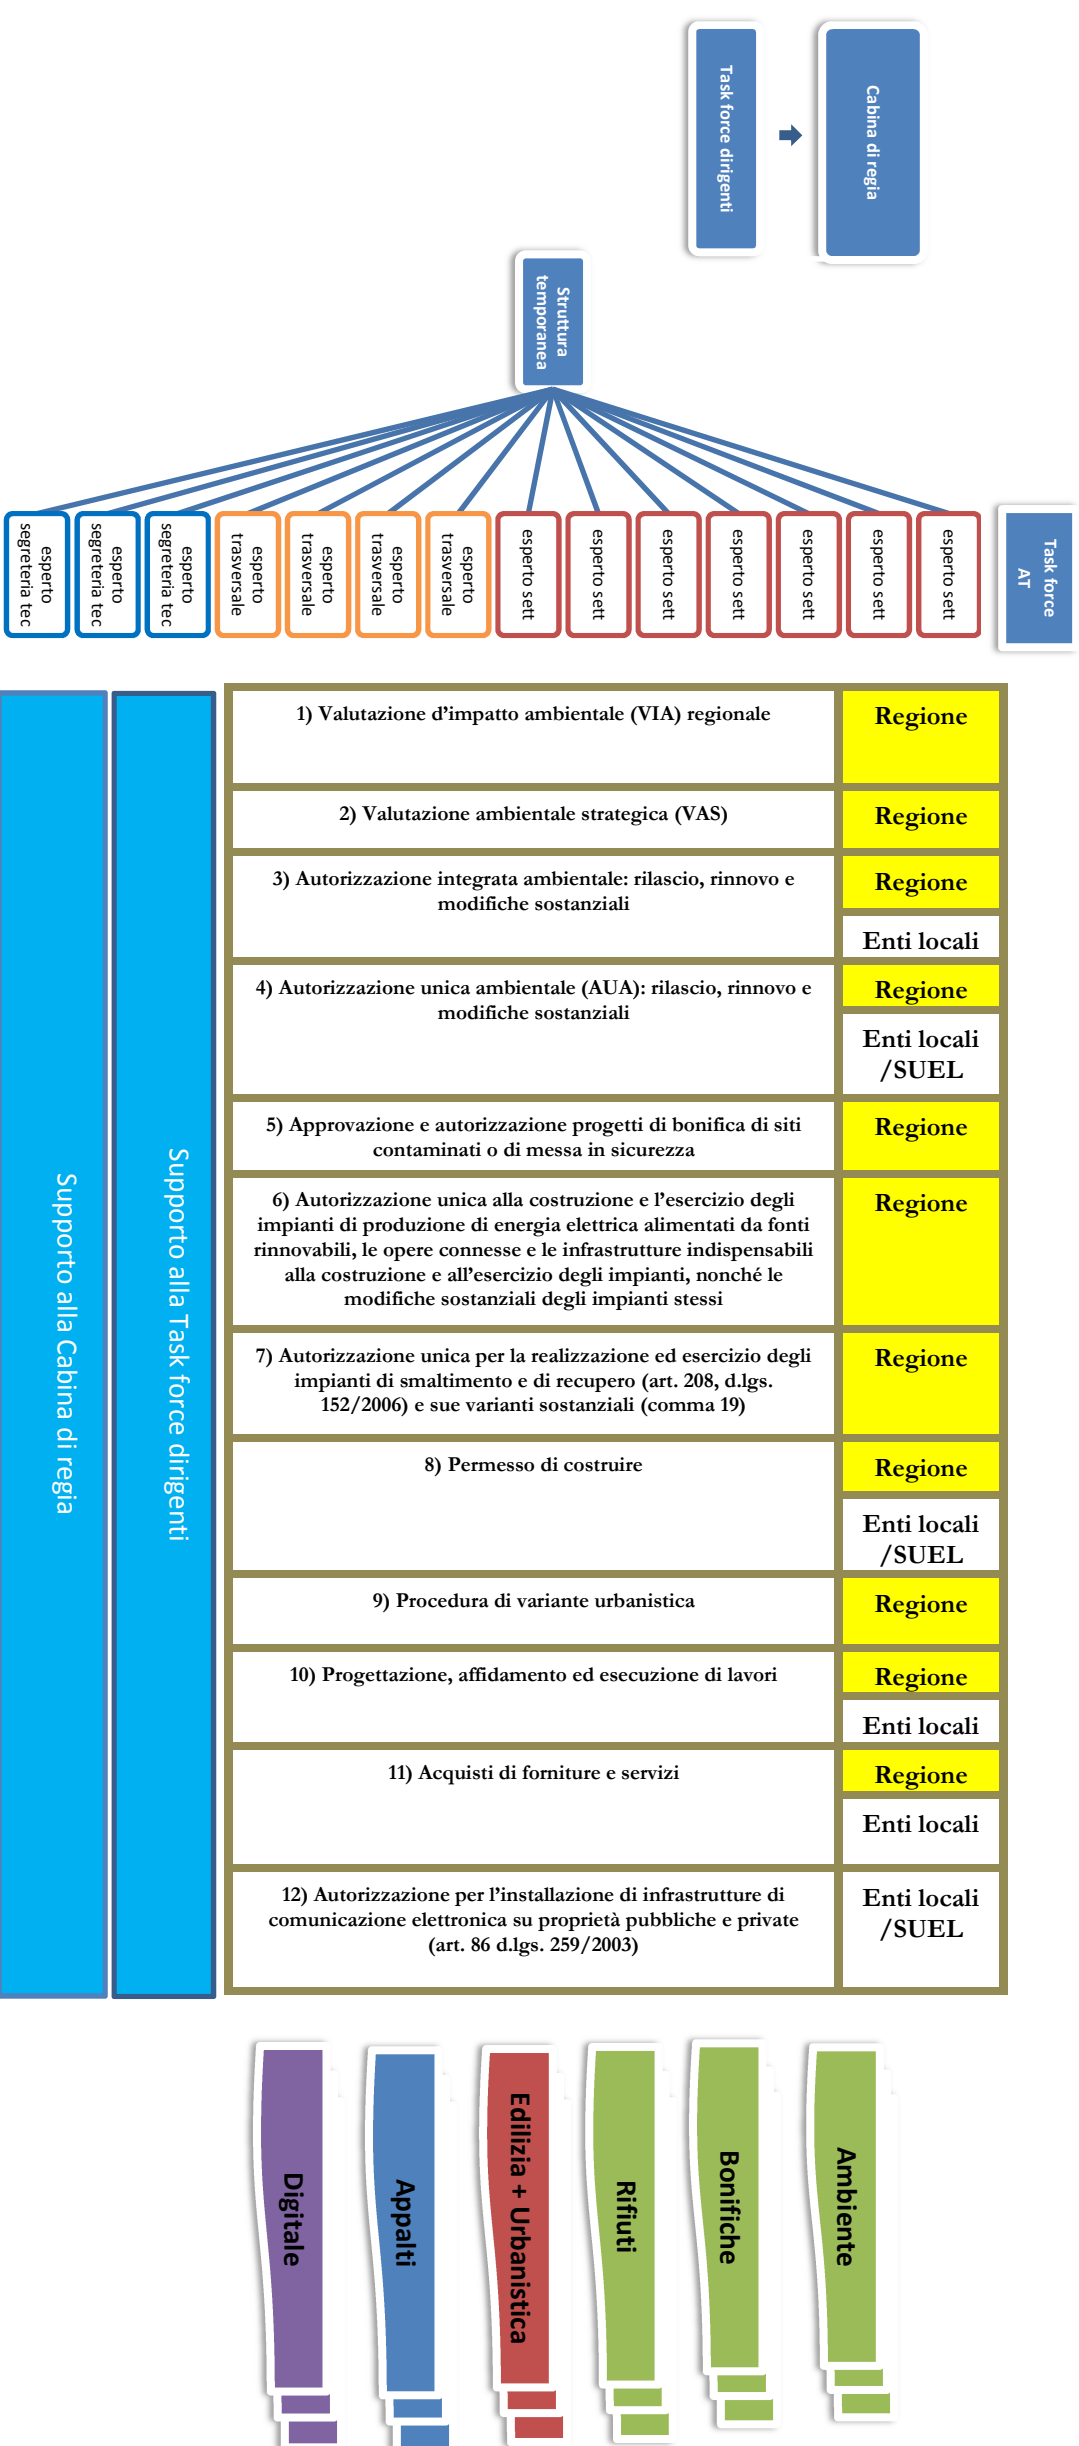 Cabina di regia
Task force dirigenti
Struttura
temporanea
Task force
AT
esperto sett
esperto sett
esperto sett
esperto sett
esperto sett
esperto sett
esperto sett
esperto
trasversale
esperto
trasversale
esperto
trasversale
esperto
trasversale
esperto
segreteria tec
esperto
segreteria tec
esperto
segreteria tec
1) Valutazione d’impatto ambientale (VIA) regionale
Regione
2) Valutazione ambientale strategica (VAS)
Regione
3) Autorizzazione integrata ambientale: rilascio, rinnovo e
modifiche sostanziali
Regione
Enti locali
4) Autorizzazione unica ambientale (AUA): rilascio, rinnovo e
modifiche sostanziali
Regione
Enti locali
/SUEL
5) Approvazione e autorizzazione progetti di bonifica di siti
contaminati o di messa in sicurezza
Regione
6) Autorizzazione unica alla costruzione e l’esercizio degli
impianti di produzione di energia elettrica alimentati da fonti
rinnovabili, le opere connesse e le infrastrutture indispensabili
alla costruzione e all’esercizio degli impianti, nonché le
modifiche sostanziali degli impianti stessi
Regione
7) Autorizzazione unica per la realizzazione ed esercizio degli
impianti di smaltimento e di recupero (art. 208, d.lgs.
152/2006) e sue varianti sostanziali (comma 19)
Regione
8) Permesso di costruire
Regione
Enti locali
/SUEL
9) Procedura di variante urbanistica
Regione
10) Progettazione, affidamento ed esecuzione di lavori
Regione
Enti locali
11) Acquisti di forniture e servizi
Regione
Enti locali
12) Autorizzazione per l’installazione di infrastrutture di
comunicazione elettronica su proprietà pubbliche e private
(art. 86 d.lgs. 259/2003)
Enti locali
/SUEL
Supporto alla Task force dirigenti
Supporto alla Cabina di regia
Ambiente
Bonifiche
Rifiuti
Edilizia + Urbanistica
Appalti
Digitale